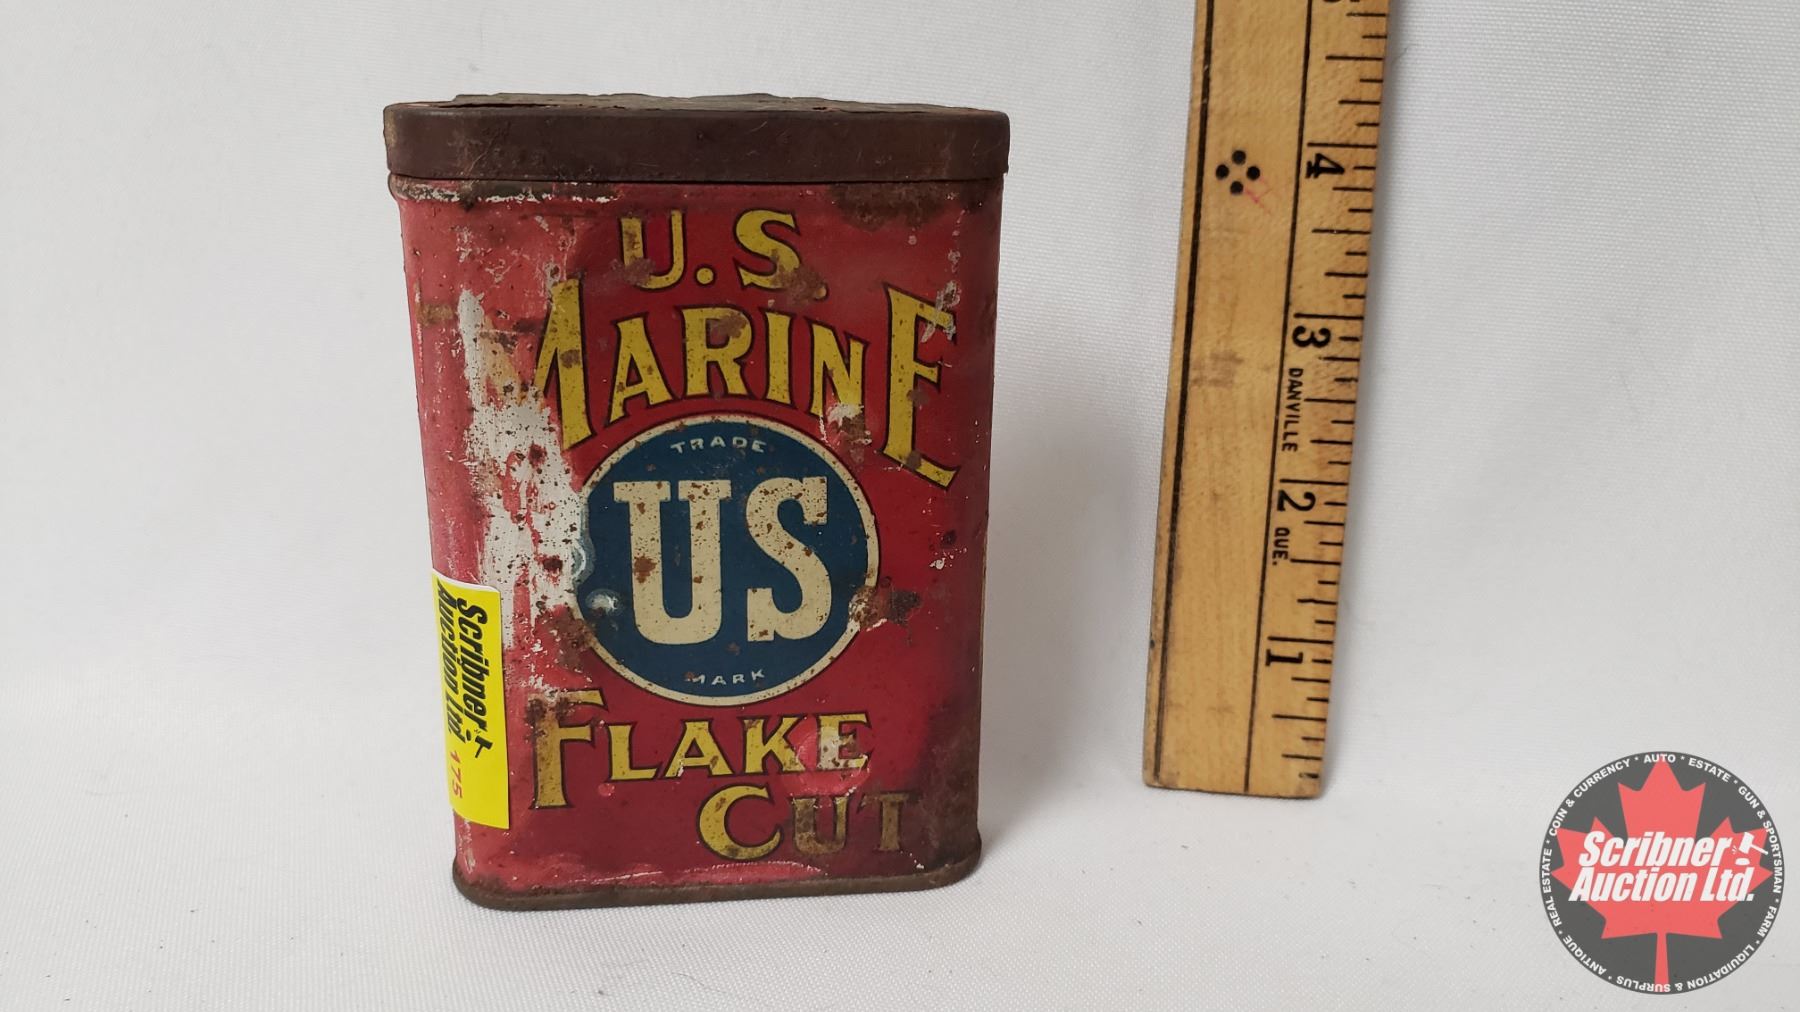 U.S.
MARINE
TRADE
US
MARK
FLAKE
CUT
Scribner
Auction Ltd.
175
4
3
DANVILLE
2
QUE.
1
COIN & CURRENCY * AUTO * ESTATE * GUN & SPORTSMAN * FARM * LIQUIDATION & SURPLUS * ANTIQUE * REAL ESTATE *
Scribner
Auction Ltd.